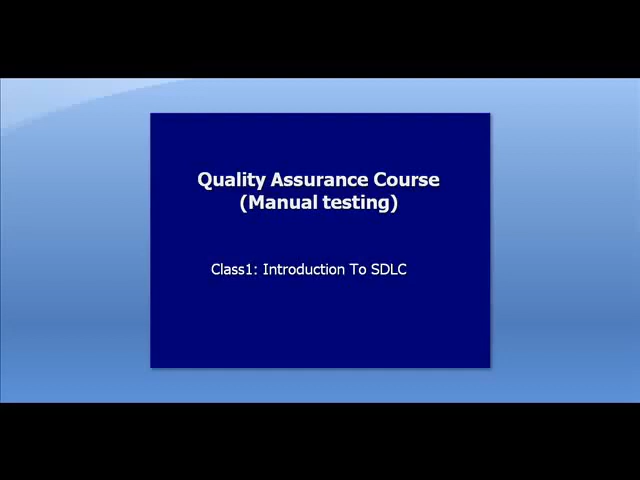 Quality Assurance Course
(Manual testing)
Class1: Introduction To SDLC